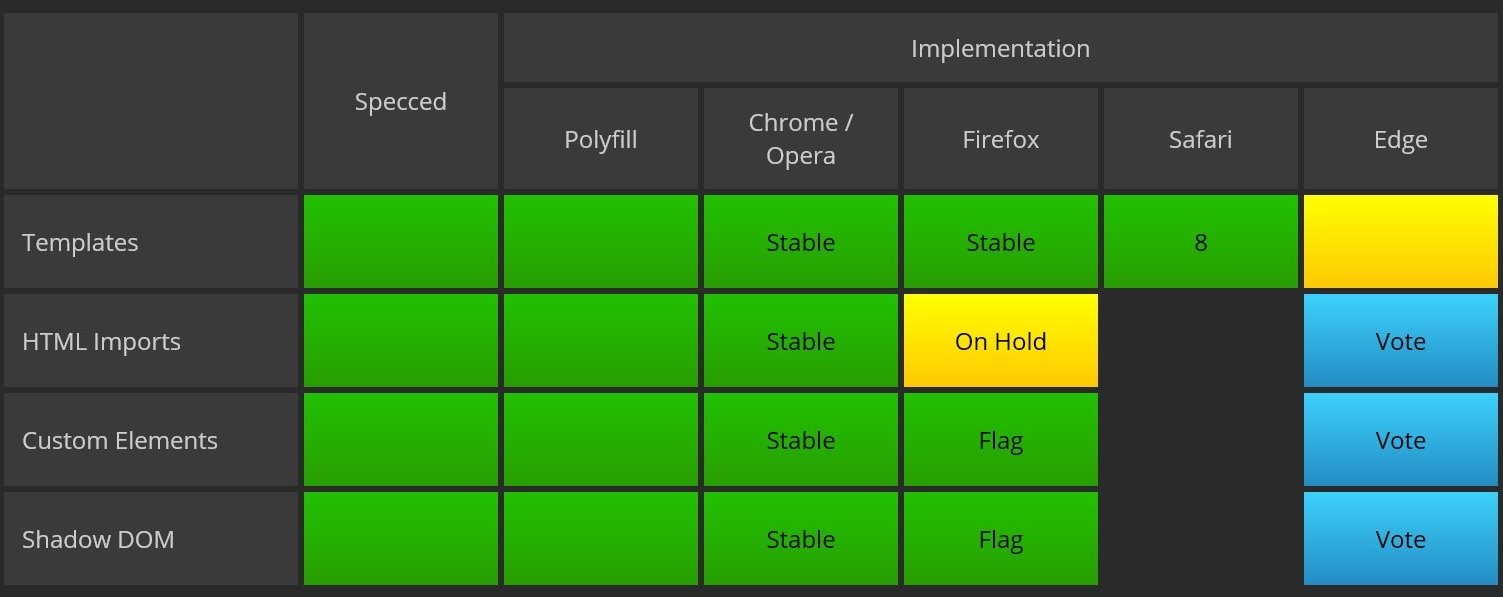 Specced
Implementation
Polyfill
Chrome /
Opera
Firefox
Safari
Edge
Templates
Stable
Stable
8
HTML Imports
Stable
On Hold
Vote
Custom Elements
Stable
Flag
Vote
Shadow DOM
Stable
Flag
Vote